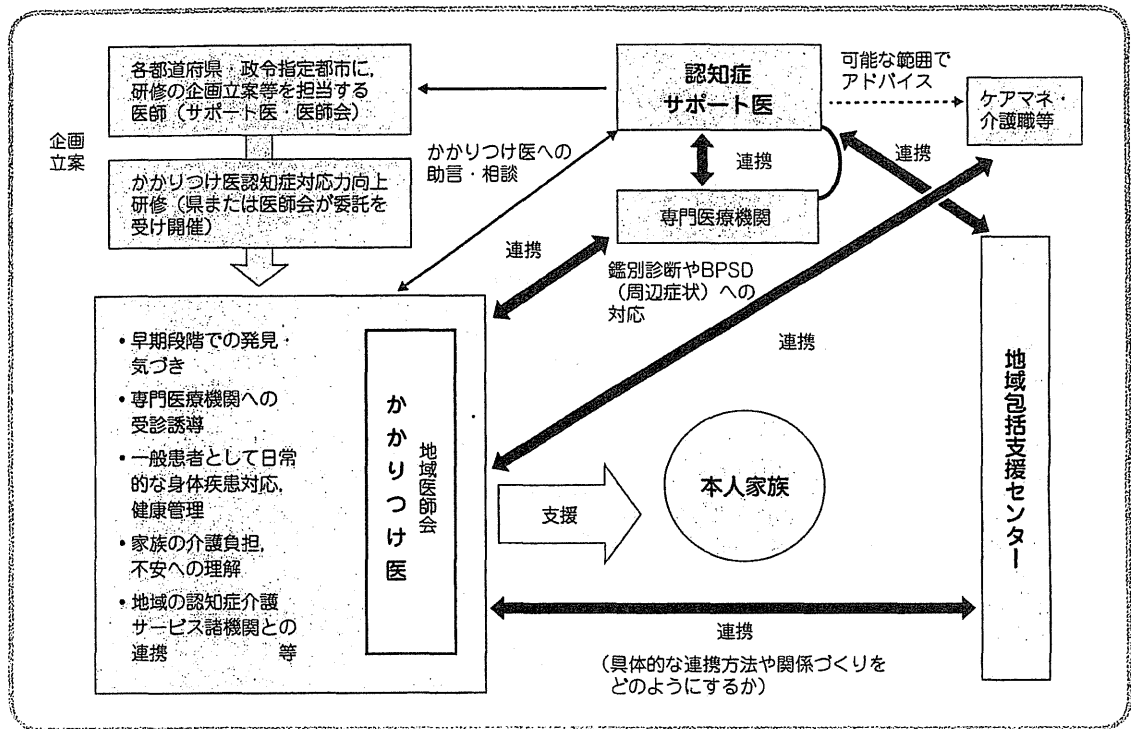 各都道府県・政令指定都市に,
研修の企画立案等を担当する
医師（サポート医・医師会）
企画
立案
かかりつけ医認知症対応力向上
研修（県または医師会が委託を
受け開催）
認知症
サポート医
可能な範囲で
アドバイス
ケアマネ・
介護職等
かかりつけ医への
助言・相談
連携
連携
専門医療機関
連携
鑑別診断やBPSD
（周辺症状）への
対応
連携
・早期段階での発見・
気づき
・専門医療機関への
受診誘導
・一般患者として日常
的な身体疾患対応,
健康管理
・家族の介護負担,
不安への理解
・地域の認知症介護
サービス諸機関との
連携 等
かかりつけ医
地域医師会
支援
本人家族
地域包括支援センター
連携
（具体的な連携方法や関係づくりを
どのようにするか）